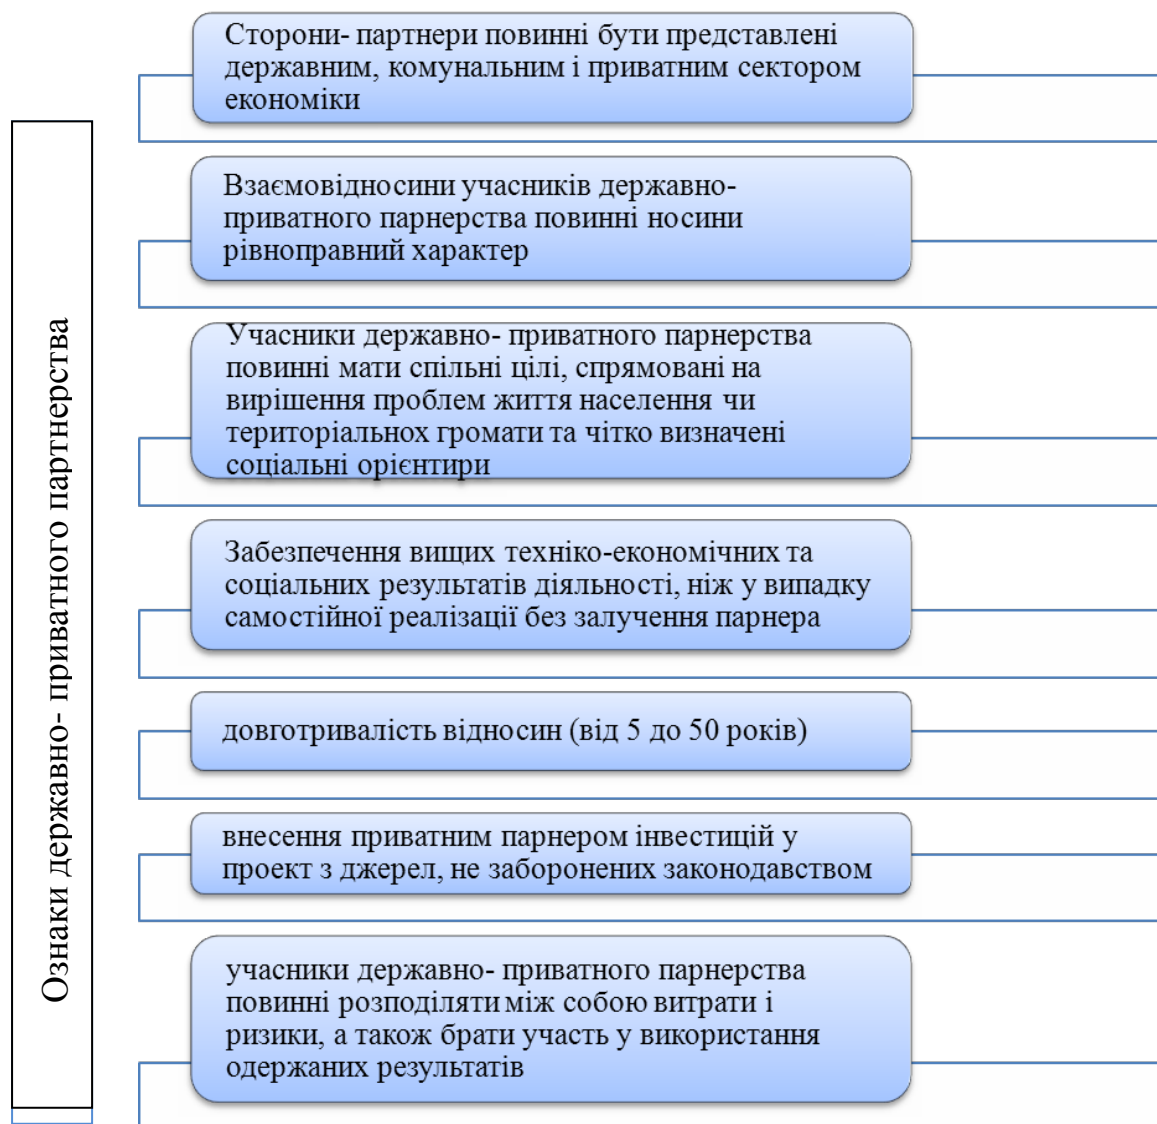 Ознаки державно- приватного партнерства
Сторони- партнери повинні бути представлені
державним, комунальним і приватним сектором
економіки
Взаємовідносини учасників державно-
приватного парнерства повинні носини
рівноправний характер
Учасники державно- приватного парнерства
повинні мати спільні цілі, спрямовані на
вирішення проблем життя населення чи
територіальнох громати та чітко визначені
соціальні орієнтири
Забезпечення вищих техніко-економічних та
соціальних результатів діяльності, ніж у випадку
самостійної реалізації без залучення парнера
довготривалість відносин (від 5 до 50 років)
внесення приватним парнером інвестицій у
проект з джерел, не заборонених законодавством
учасники державно- приватного парнерства
повинні розподіляти між собою витрати і
ризики, а також брати участь у використання
одержаних результатів